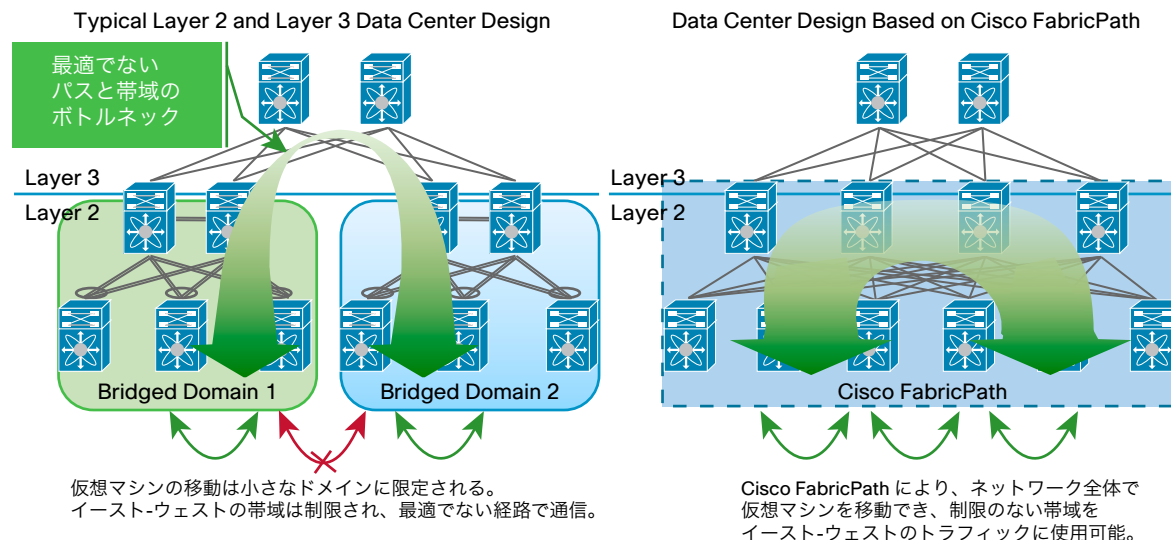 Typical Layer 2 and Layer 3 Data Center Design
最適でない
パスと帯域の
ボトルネック
Layer 3
Layer 2
Bridged Domain 1
Bridged Domain 2
仮想マシンの移動は小さなドメインに限定される。
イースト-ウェストの帯域は制限され、最適でない経路で通信。
Data Center Design Based on Cisco FabricPath
Layer 3
Layer 2
Cisco FabricPath
Cisco FabricPath により、ネットワーク全体で
仮想マシンを移動でき、制限のない帯域を
イースト-ウェストのトラフィックに使用可能。